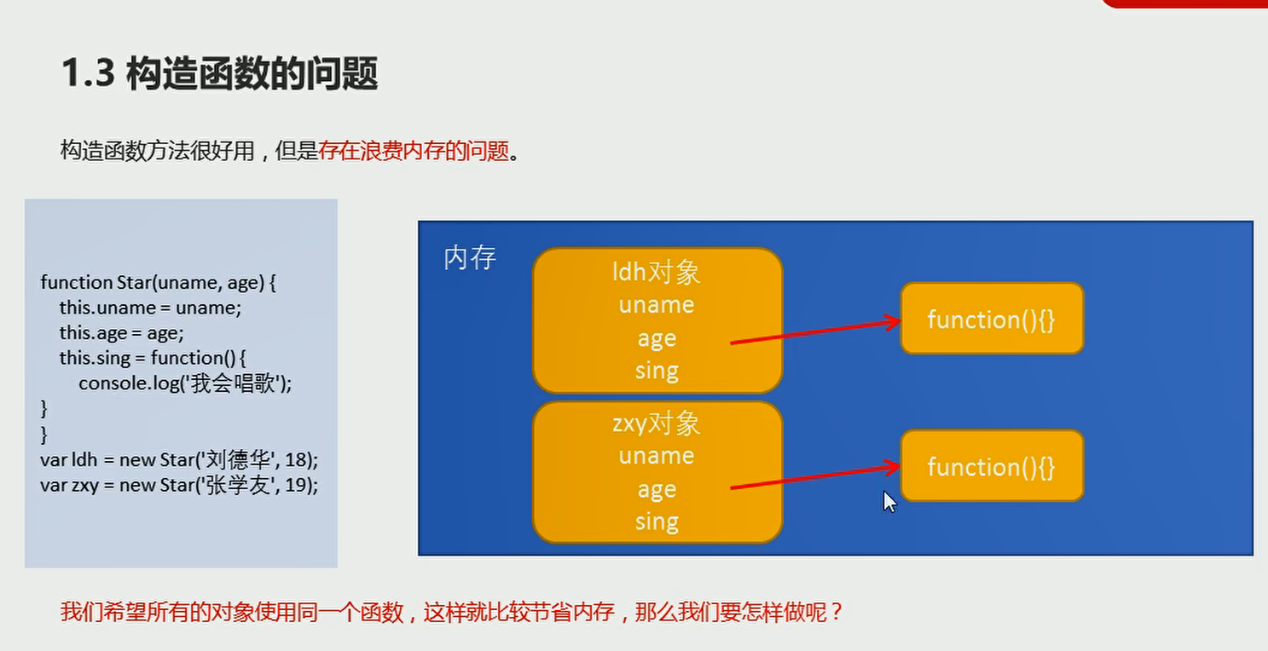 1.3 构造函数的问题
构造函数方法很好用，但是存在浪费内存的问题。
function Star(uname, age) {
this.uname = uname;
this.age = age;
this.sing = function() {
console.log('我会唱歌');
}
}
var ldh = new Star('刘德华', 18);
var zxy = new Star('张学友', 19);
内存
ldh对象
uname
age
sing
function(){}
zxy对象
uname
age
sing
function(){}
我们希望所有的对象使用同一个函数，这样就比较节省内存，那么我们要怎样做呢？